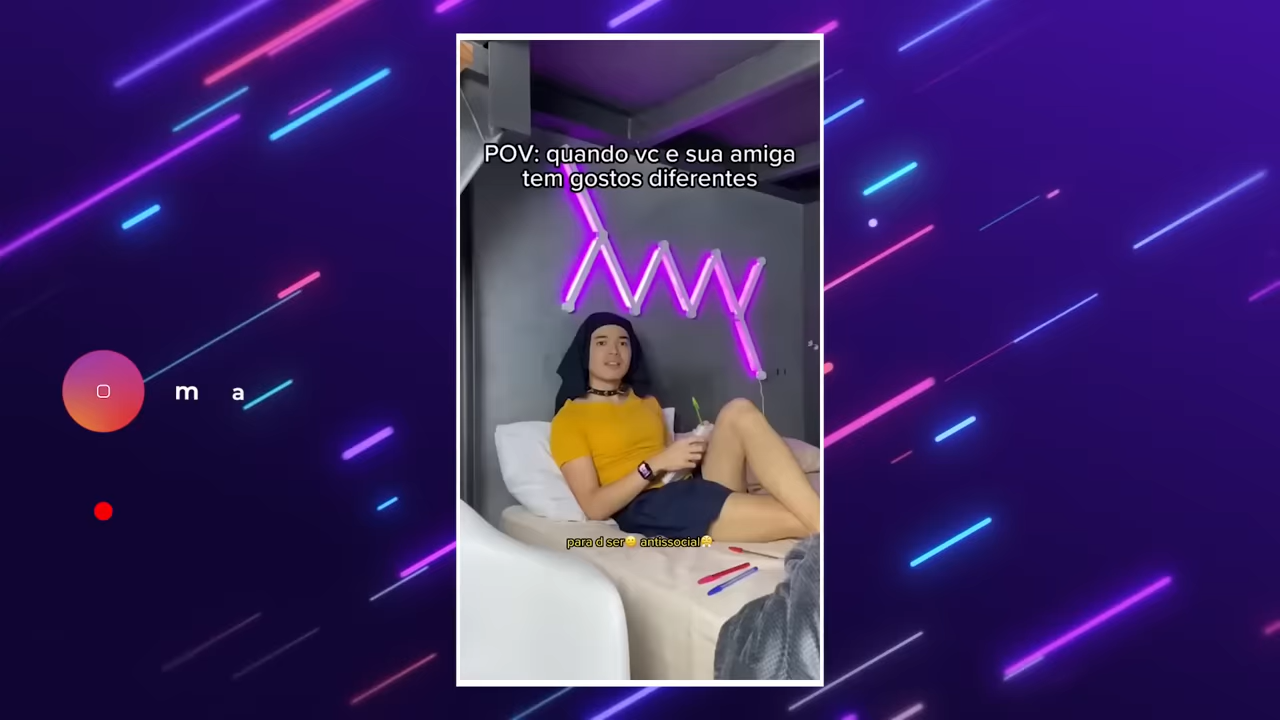 POV: quando vc e sua amiga
tem gostos diferentes
m a
para d ser🙂 antissocial😤